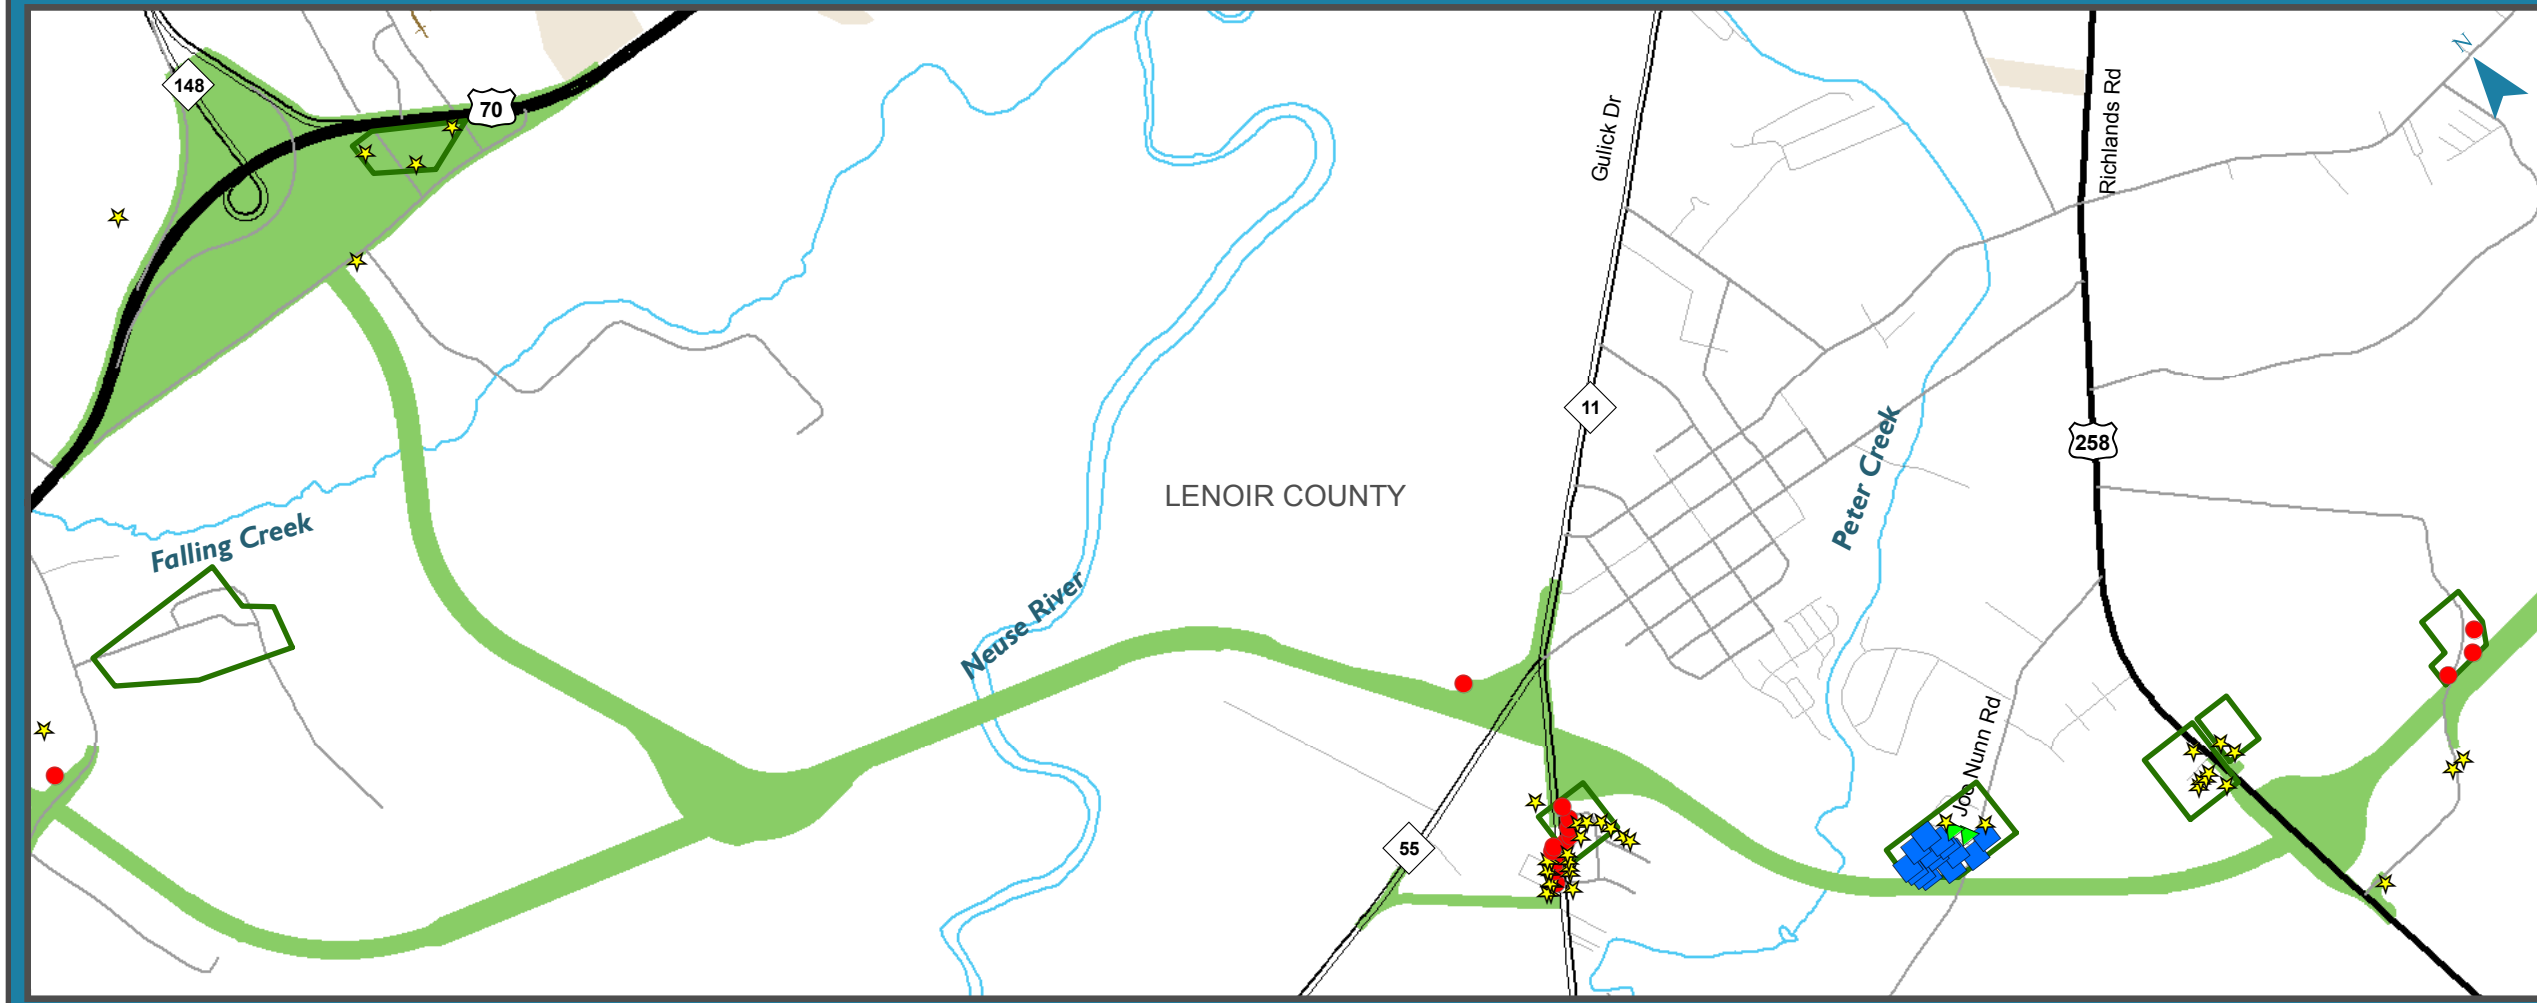 N
148
70
Gulick Dr
Richlands Rd
11
258
Peter Creek
LENOIR COUNTY
Falling Creek
Neuse River
Joe Nunn Rd
55